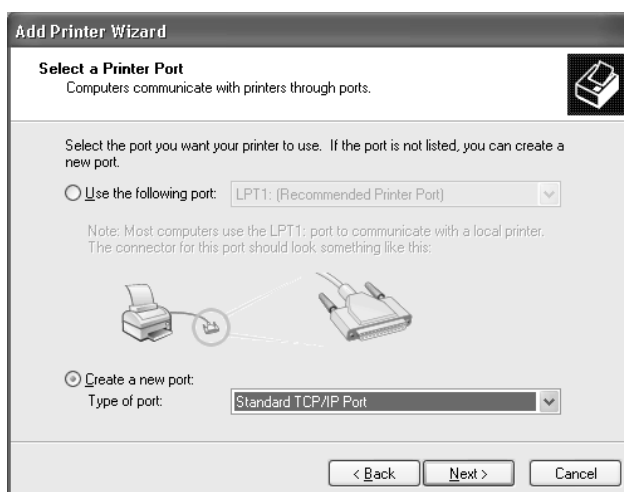 Add Printer Wizard
Select a Printer Port
Computers communicate with printers through ports.
Select the port you want your printer to use. If the port is not listed, you can create a
new port.
Use the following port: LPT1: (Recommended Printer Port)
Note: Most computers use the LPT1: port to communicate with a local printer.
The connector for this port should look something like this:
Create a new port:
Type of port: Standard TCP/IP Port
< Back Next > Cancel